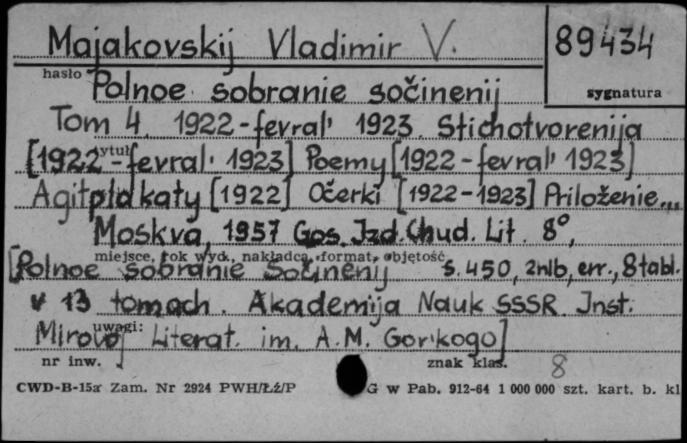 Majakovskij Vladimir V.
89434
hasło
sygnatura
Polnoe sobranie sočinenij
Tom 4. 1922-fevral' 1923. Stichotvorenija
tytuł
[1922-fevral' 1923] Poemy [1922-fevral' 1923]
Agitplakaty [1922] Očerki [1922-1923] Priloženie...
Moskva, 1957 Gos. Izd. Chud. Lit. 8°,
miejsce, rok wyd., nakładca, format, objętość
[Polnoe sobranie sočinenij s. 450, 2nlb, err., 8 tabl.
v 13 tomach. Akademija Nauk SSSR. Inst.
uwagi:
Mirovoj Literat. im. A.M. Gor'kogo]
nr inw.
znak klas.
8
CWD-B-15a Zam. Nr 2924 PWH/Łź/P
G w Pab. 912-64 1 000 000 szt. kart. b. kl